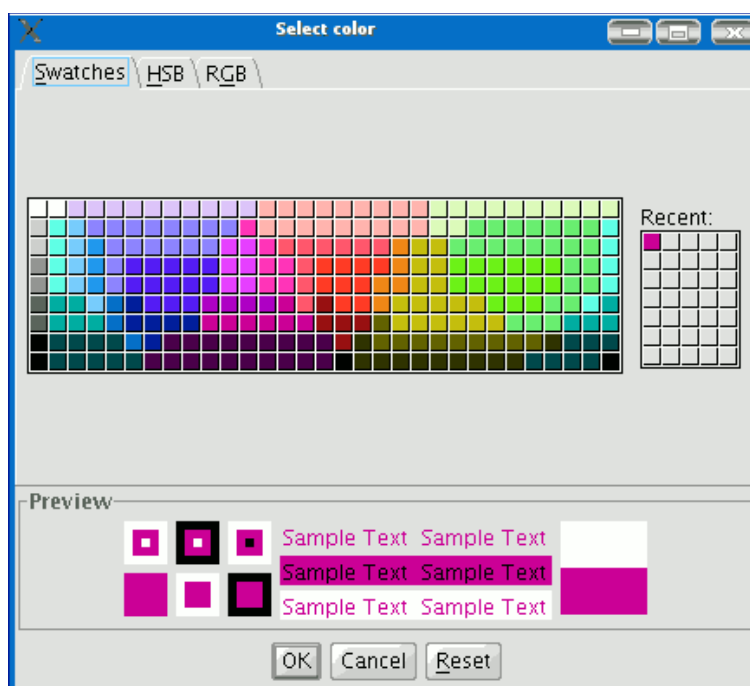 Select color
Swatches HSB RGB
Recent:
Preview
Sample Text Sample Text
Sample Text Sample Text
Sample Text Sample Text
OK Cancel Reset